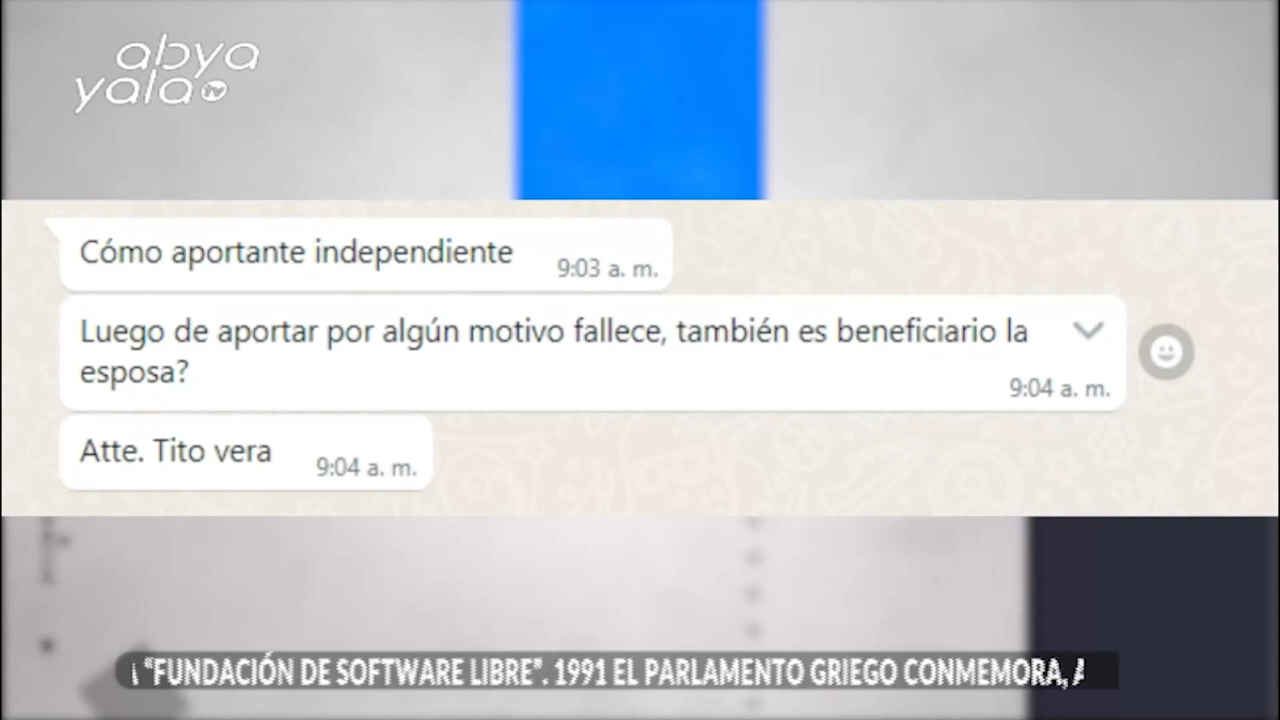 abya
yala tv
Cómo aportante independiente
9:03 a. m.
Luego de aportar por algún motivo fallece, también es beneficiario la
esposa?
9:04 a. m.
Atte. Tito vera
9:04 a. m.
“FUNDACIÓN DE SOFTWARE LIBRE”. 1991 EL PARLAMENTO GRIEGO CONMEMORA,